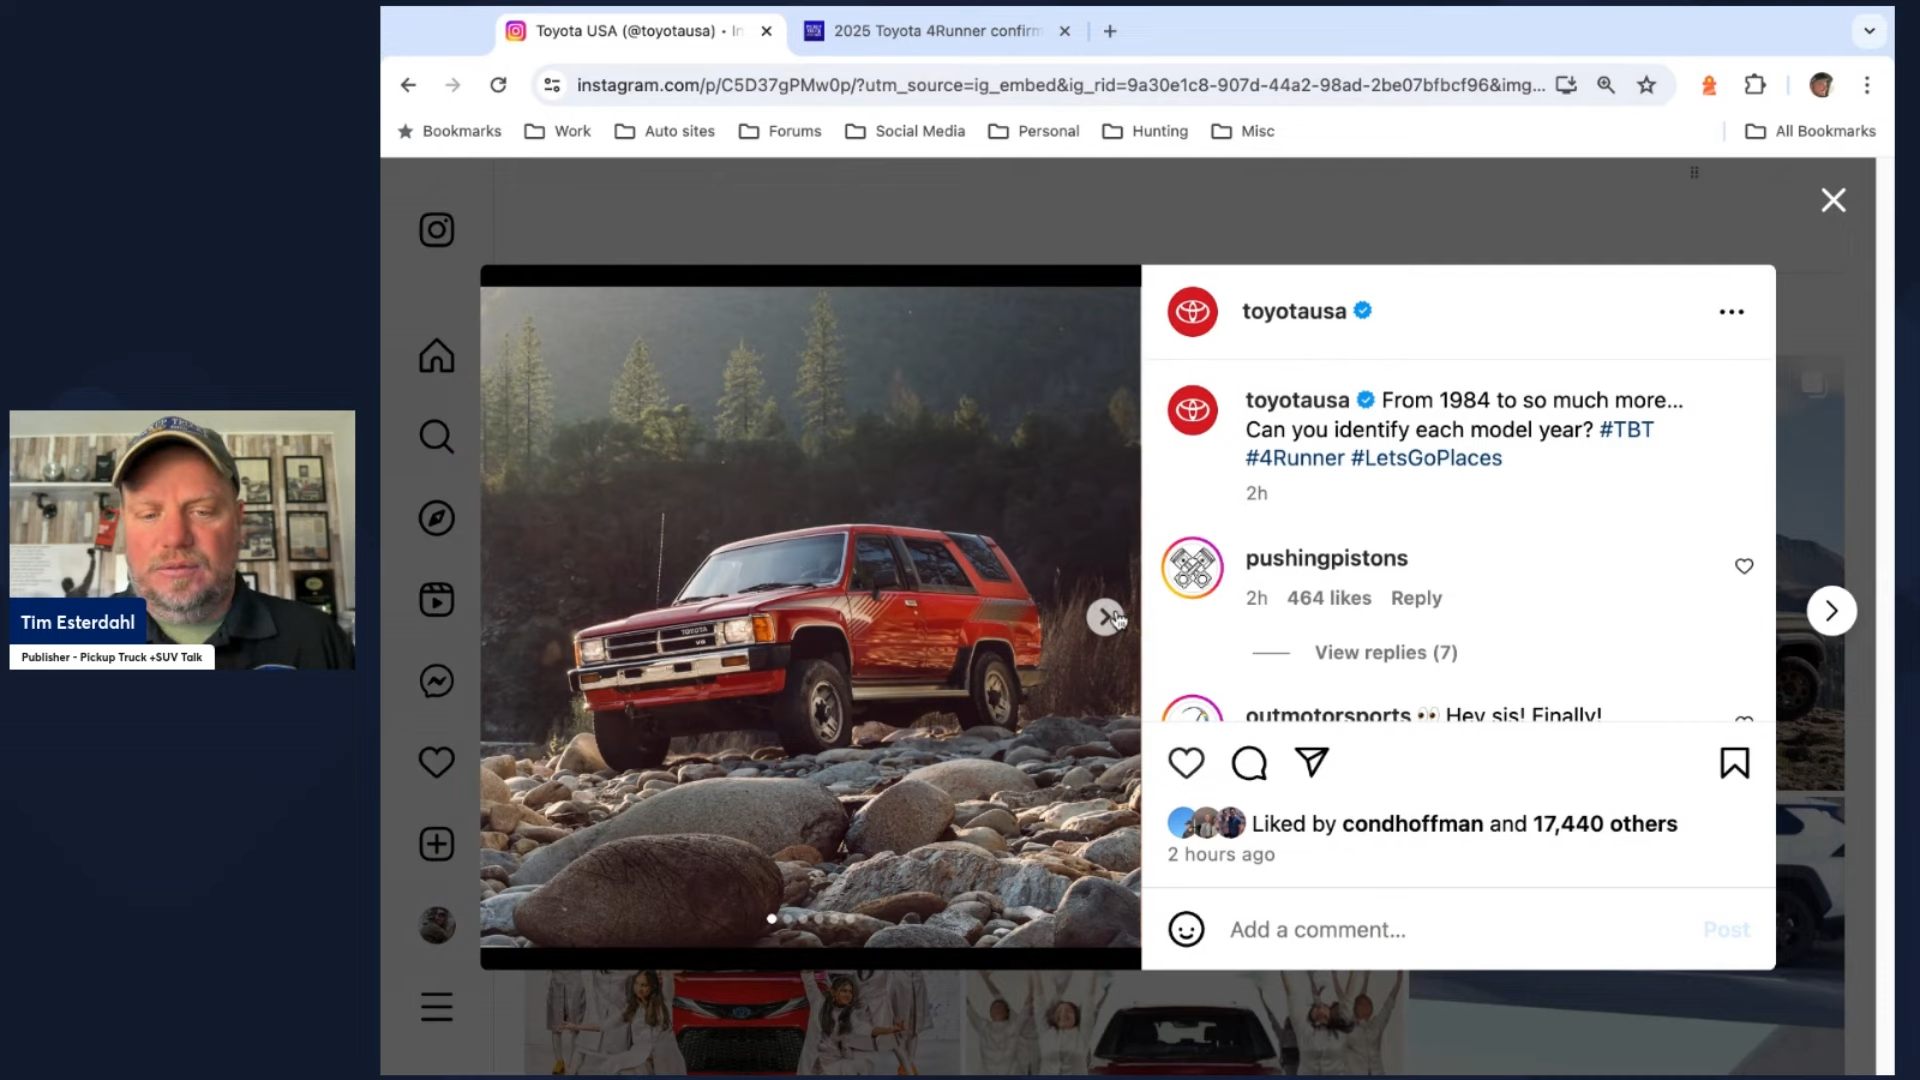 Toyota USA (@toyotausa) • In
2025 Toyota 4Runner confirm
instagram.com/p/C5D37gPMw0p/?utm_source=ig_embed&ig_rid=9a30e1c8-907d-44a2-98ad-2be07bfbcf96&img...
Bookmarks
Work
Auto sites
Forums
Social Media
Personal
Hunting
Misc
All Bookmarks
toyotausa
toyotausa From 1984 to so much more...
Can you identify each model year? #TBT
#4Runner #LetsGoPlaces
2h
pushingpistons
2h 464 likes Reply
View replies (7)
outmotorsports 👀 Hey sis! Finally!
Liked by condhoffman and 17,440 others
2 hours ago
Add a comment...
Post
TOYOTA
Tim Esterdahl
Publisher - Pickup Truck +SUV Talk